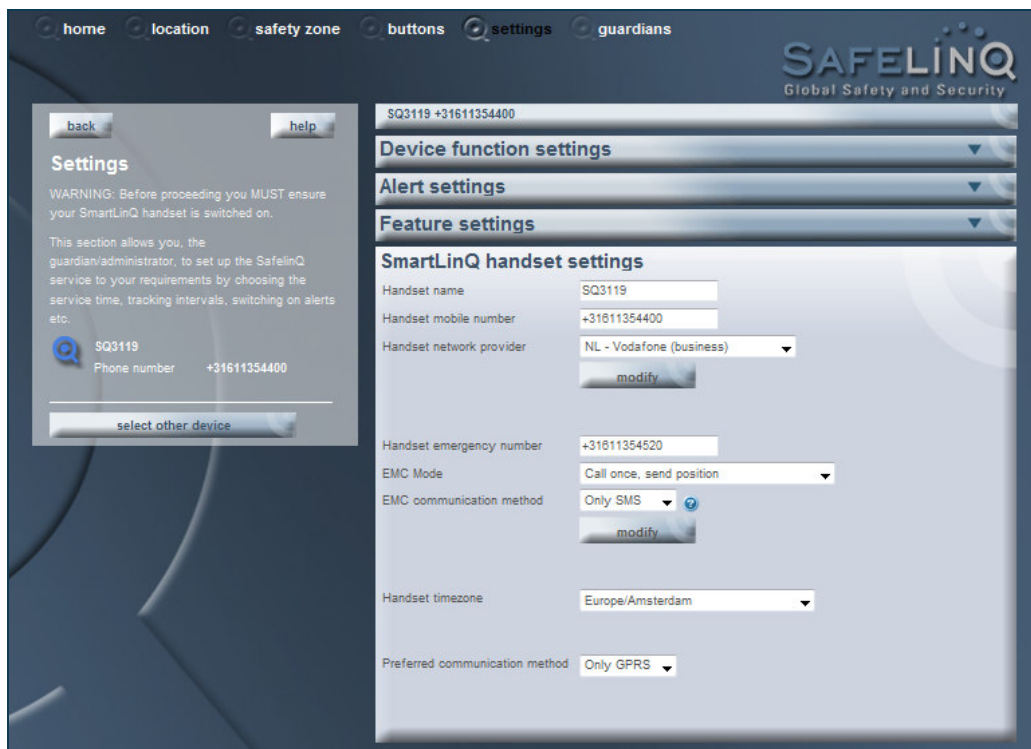 home location safety zone buttons settings guardians
SAFELINQ
Global Safety and Security
back help
Settings
WARNING: Before proceeding you MUST ensure
your SmartLinQ handset is switched on.
This section allows you, the
guardian/administrator, to set up the SafelinQ
service to your requirements by choosing the
service time, tracking intervals, switching on alerts
etc.
SQ3119
Phone number +31611354400
select other device
SQ3119 +31611354400
Device function settings
Alert settings
Feature settings
SmartLinQ handset settings
Handset name SQ3119
Handset mobile number +31611354400
Handset network provider NL - Vodafone (business)
modify
Handset emergency number +31611354520
EMC Mode Call once, send position
EMC communication method Only SMS ?
modify
Handset timezone Europe/Amsterdam
Preferred communication method Only GPRS